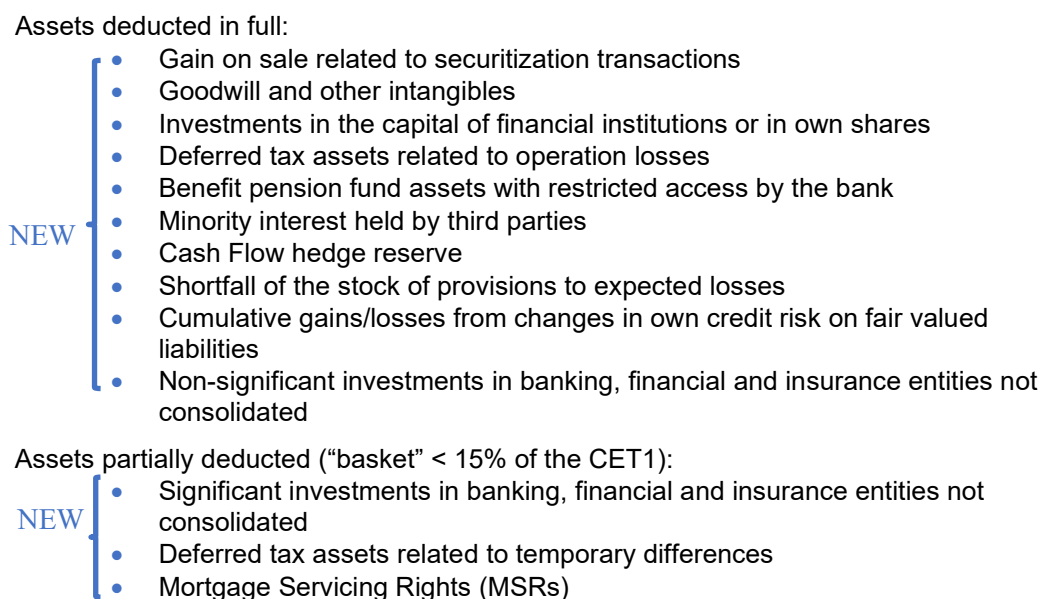 Assets deducted in full:
• Gain on sale related to securitization transactions
• Goodwill and other intangibles
• Investments in the capital of financial institutions or in own shares
• Deferred tax assets related to operation losses
• Benefit pension fund assets with restricted access by the bank
NEW
• Minority interest held by third parties
• Cash Flow hedge reserve
• Shortfall of the stock of provisions to expected losses
• Cumulative gains/losses from changes in own credit risk on fair valued
liabilities
• Non-significant investments in banking, financial and insurance entities not
consolidated
Assets partially deducted (“basket” < 15% of the CET1):
• Significant investments in banking, financial and insurance entities not
NEW
consolidated
• Deferred tax assets related to temporary differences
• Mortgage Servicing Rights (MSRs)